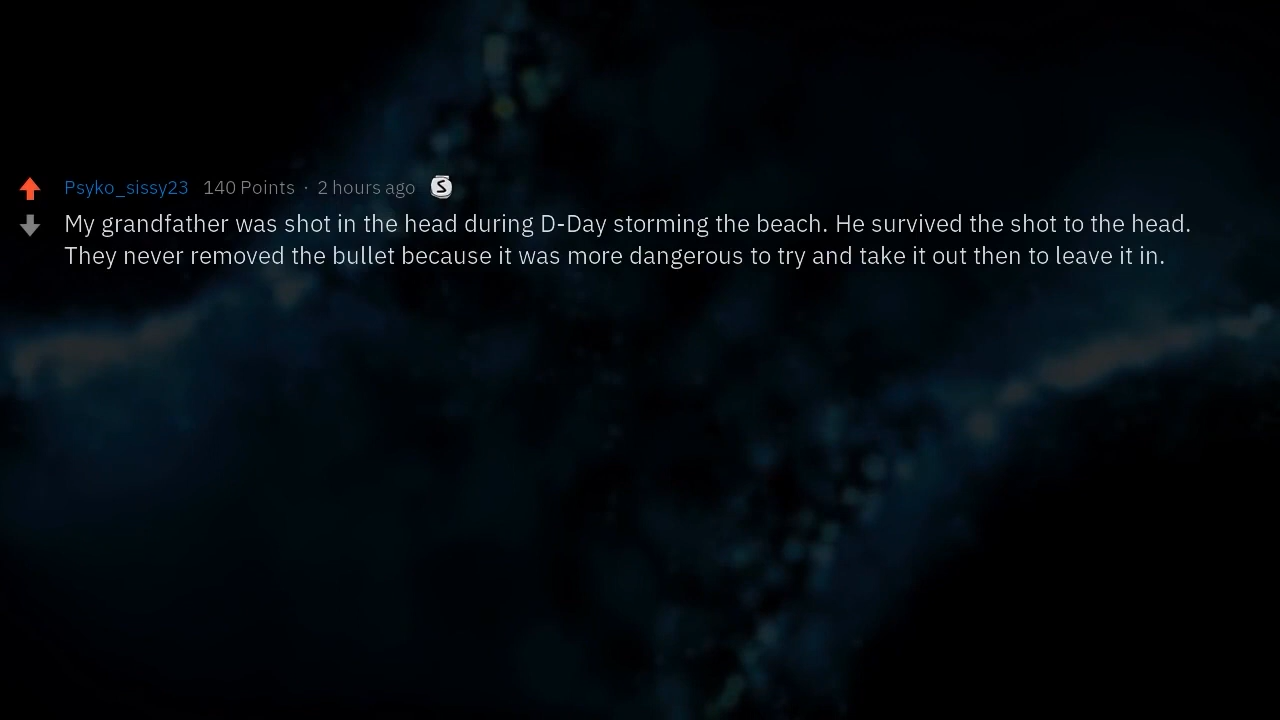 Psyko_sissy23 140 Points · 2 hours ago S
My grandfather was shot in the head during D-Day storming the beach. He survived the shot to the head.
They never removed the bullet because it was more dangerous to try and take it out then to leave it in.